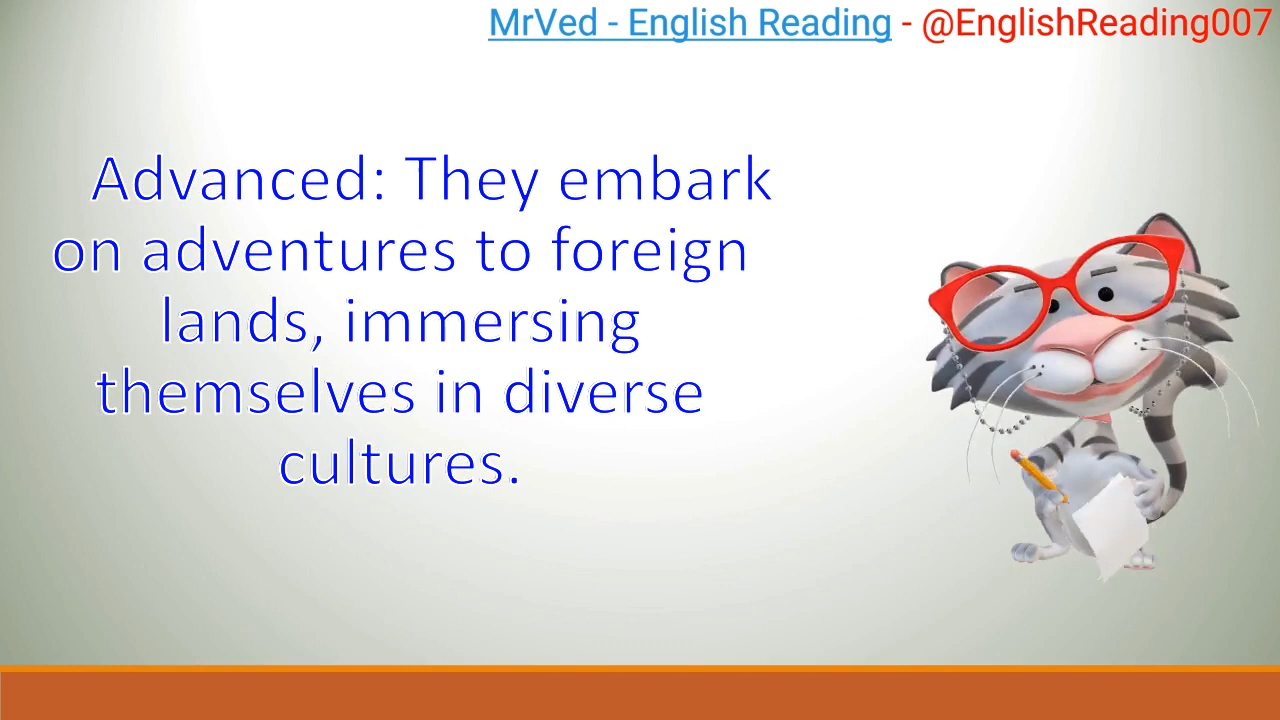 MrVed - English Reading - @EnglishReading007
Advanced: They embark
on adventures to foreign
lands, immersing
themselves in diverse
cultures.